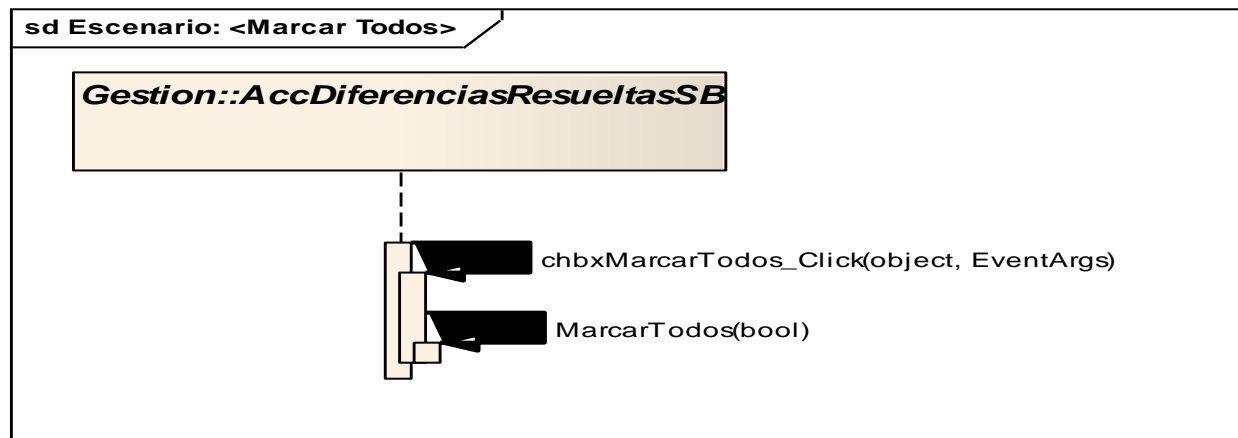 sd Escenario: <Marcar Todos>
Gestion::AccDiferenciasResueltasSB
chbxMarcarTodos_Click(object, EventArgs)
MarcarTodos(bool)